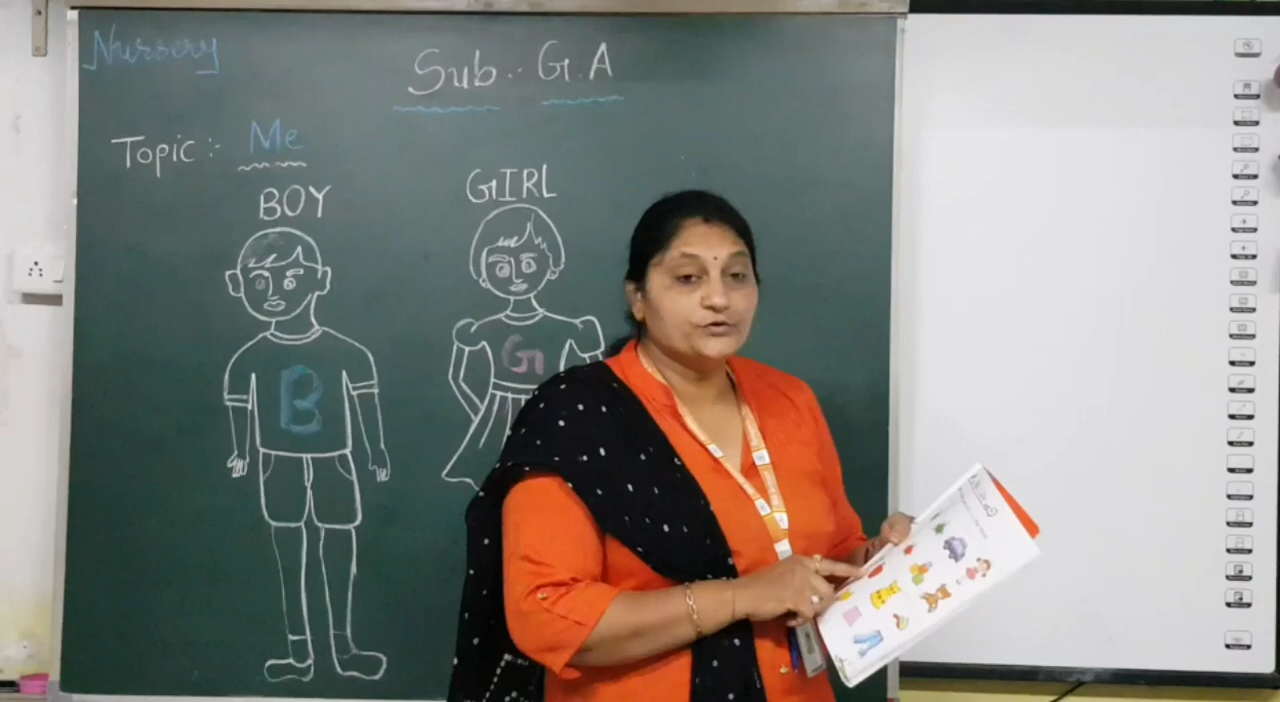 Nursery
Sub :- G.A
Topic :- Me
BOY
GIRL
B
G